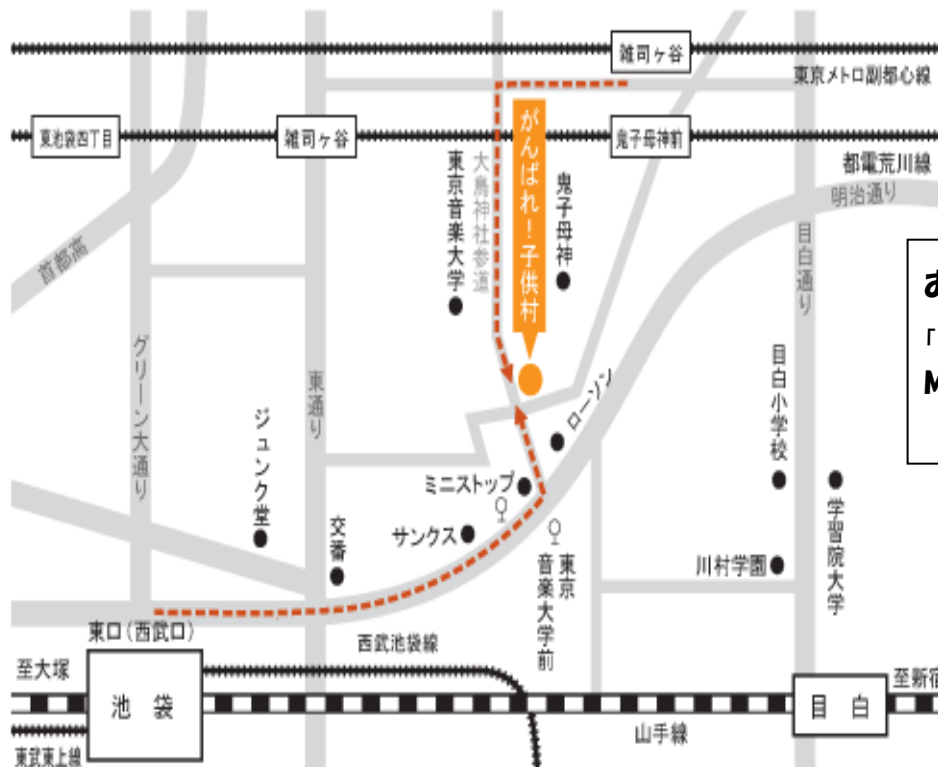 雑司ヶ谷
東京メトロ副都心線
東池袋四丁目
雑司ヶ谷
鬼子母神前
都電荒川線
明治通り
首都高
東京音楽大学
大鳥神社参道
がんばれ！子供村
鬼子母神
目白通り
お
「
M
グリーン大通り
東通り
ジュンク堂
ローソン
目白小学校
ミニストップ
サンクス
交番
東京
音楽大学前
川村学園
学習院大学
東口（西武口）
西武池袋線
至大塚
池袋
至新宿
目白
山手線
東武東上線